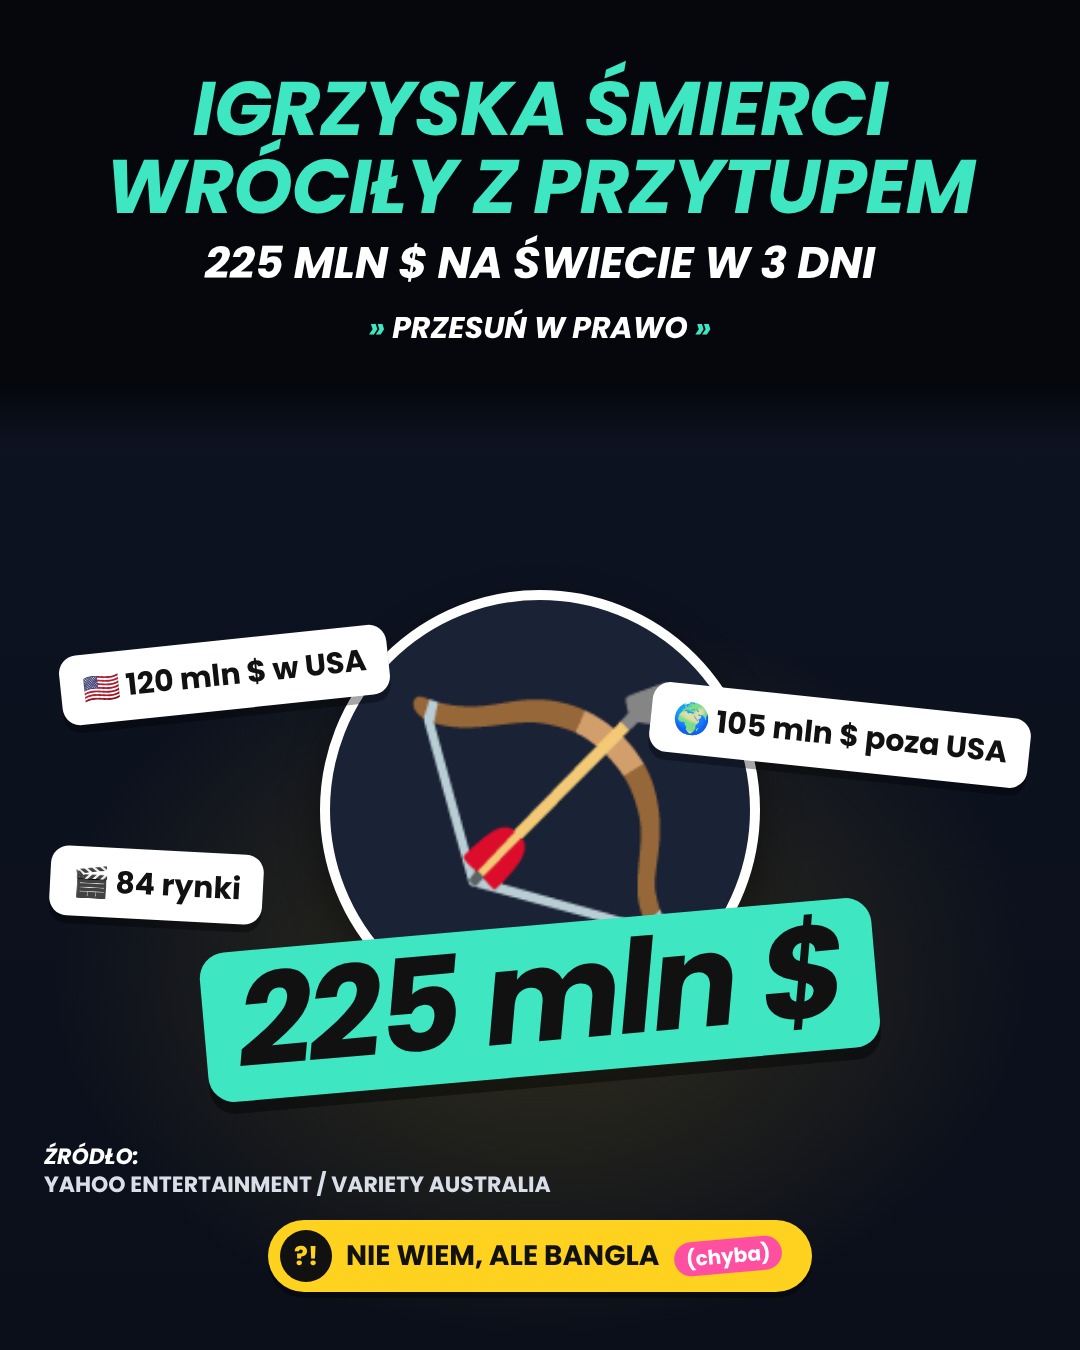 IGRZYSKA ŚMIERCI
WRÓCIŁY Z PRZYTUPEM
225 MLN $ NA ŚWIECIE W 3 DNI
» PRZESUŃ W PRAWO »
120 mln $ w USA
105 mln $ poza USA
84 rynki
225 mln $
ŹRÓDŁO:
YAHOO ENTERTAINMENT / VARIETY AUSTRALIA
?! NIE WIEM, ALE BANGLA (chyba)